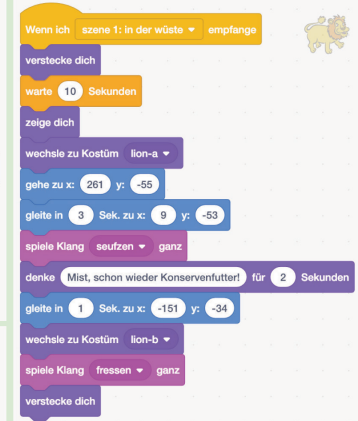 Wenn ich szene 1: in der wüste empfange
verstecke dich
warte 10 Sekunden
zeige dich
wechsle zu Kostüm lion-a
gehe zu x: 261 y: -55
gleite in 3 Sek. zu x: 9 y: -53
spiele Klang seufzen ganz
denke Mist, schon wieder Konservenfutter! für 2 Sekunden
gleite in 1 Sek. zu x: -151 y: -34
wechsle zu Kostüm lion-b
spiele Klang fressen ganz
verstecke dich